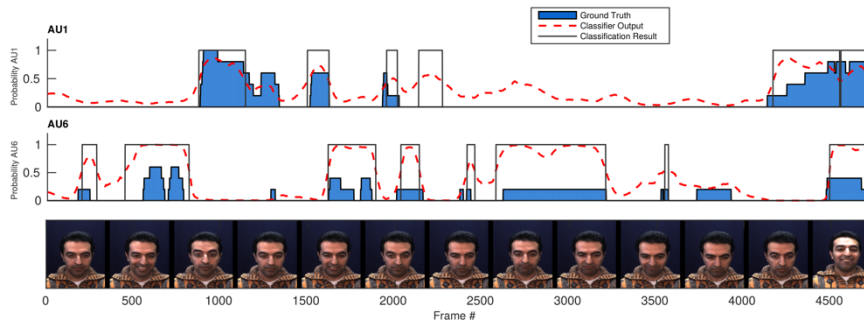 Ground Truth
Classifier Output
Classification Result
AU1
Probability AU1
1
0.5
0
AU6
Probability AU6
1
0.5
0
0 500 1000 1500 2000 2500 3000 3500 4000 4500
Frame #